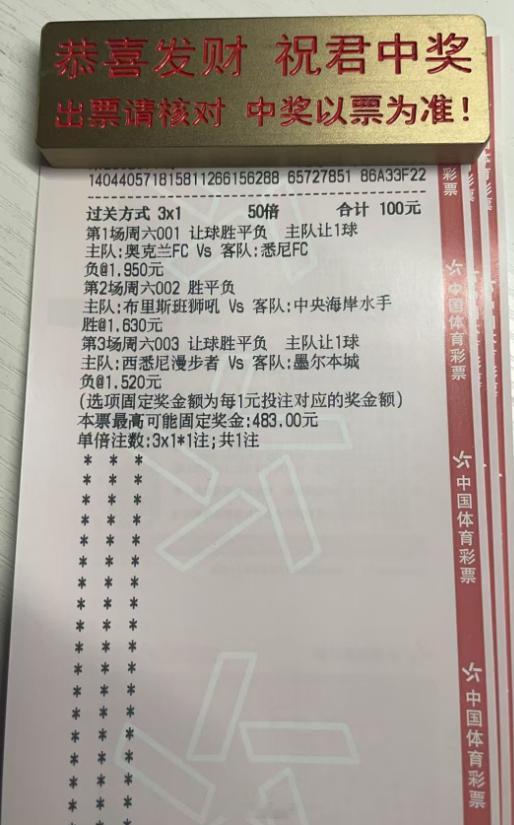 恭喜发财 祝君中奖
出票请核对 中奖以票为准!
140440571815811266156288 65727851 86A33F22
过关方式 3x1 50倍 合计 100元
第1场周六001 让球胜平负 主队让1球
主队:奥克兰FC Vs 客队:悉尼FC
负@1.950元
第2场周六002 胜平负
主队:布里斯班狮吼 Vs 客队:中央海岸水手
胜@1.630元
第3场周六003 让球胜平负 主队让1球
主队:西悉尼漫步者 Vs 客队:墨尔本城
负@1.520元
(选项固定奖金额为每1元投注对应的奖金额)
本票最高可能固定奖金:483.00元
单倍注数:3x1*1注;共1注
彩票
中国体育彩票
中国体育彩票
中国体育彩票